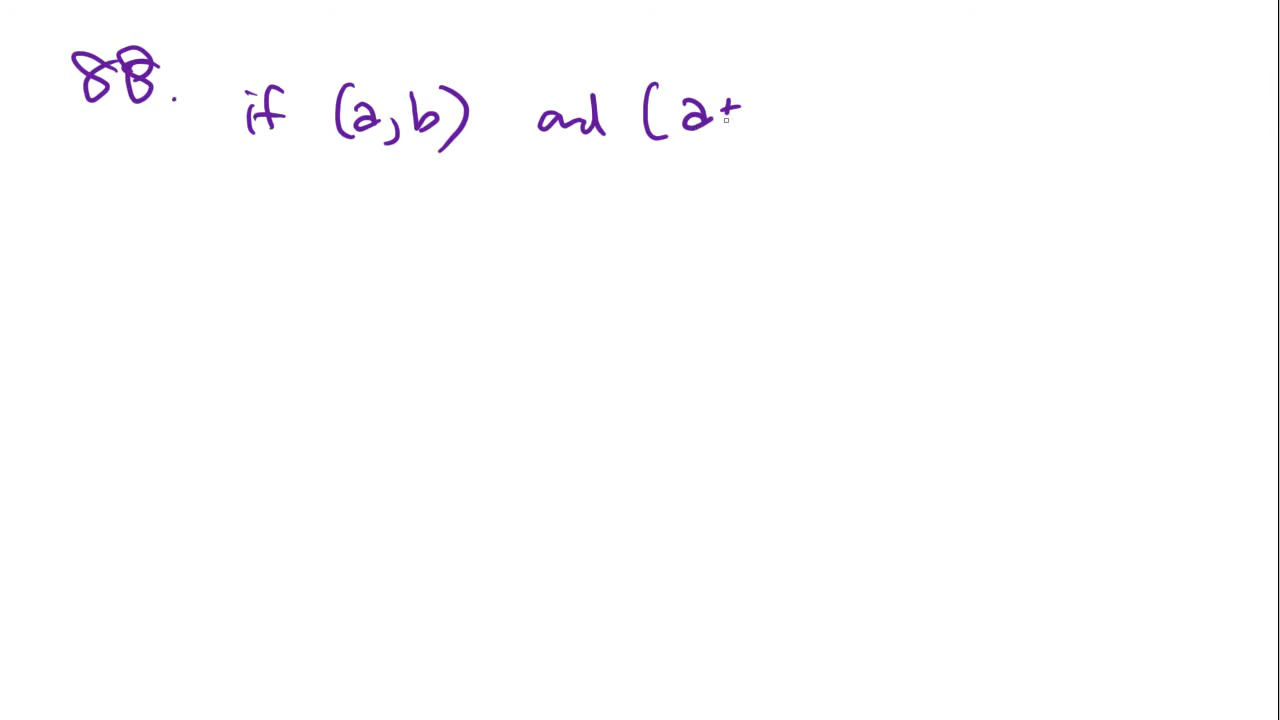 88. if (a,b) and (a+